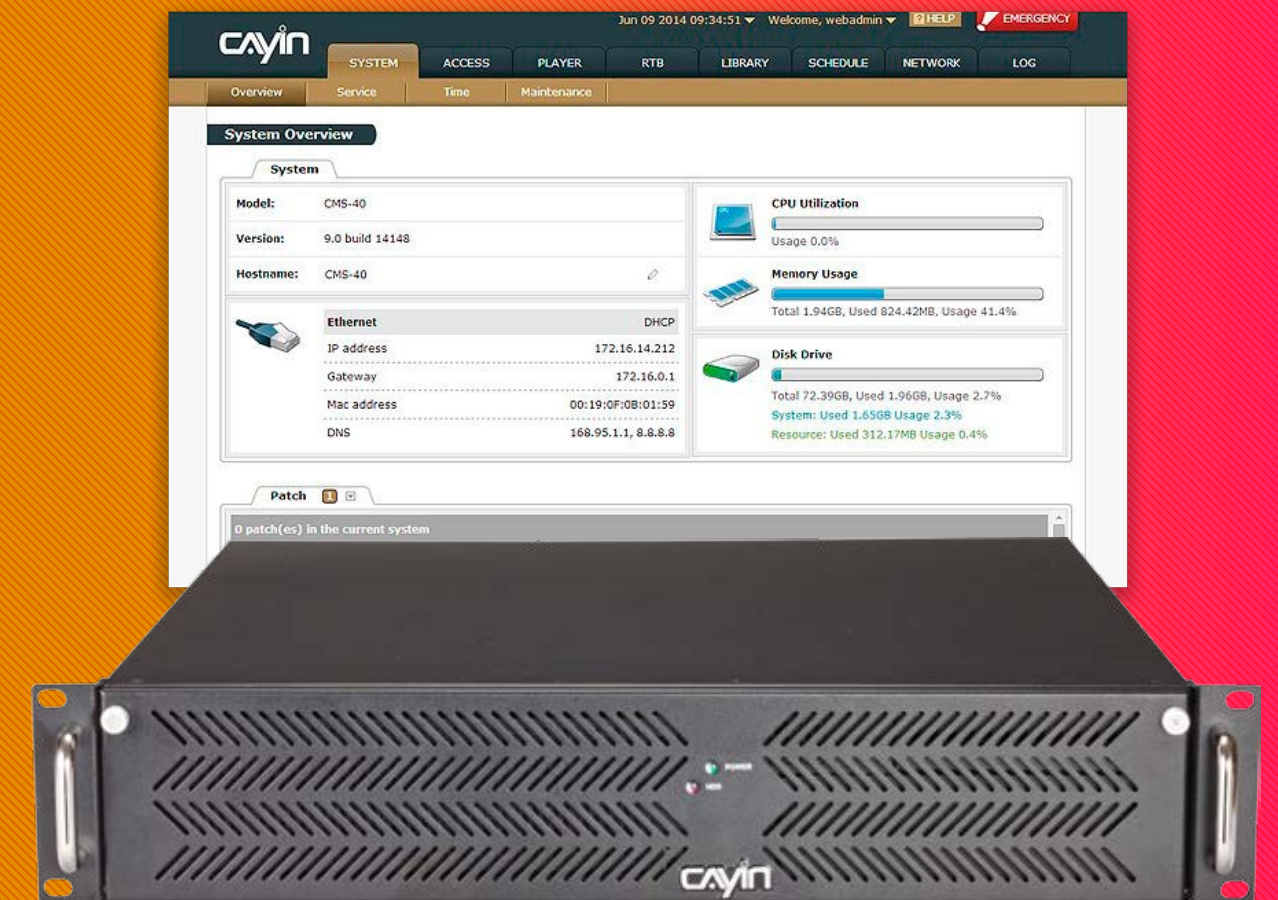 Jun 09 2014 09:34:51 Welcome, webadmin ? HELP EMERGENCY
CAYIN
SYSTEM ACCESS PLAYER RTB LIBRARY SCHEDULE NETWORK LOG
Overview Service Time Maintenance
System Overview
System
Model: CMS-40
Version: 9.0 build 14148
Hostname: CMS-40
Ethernet DHCP
IP address 172.16.14.212
Gateway 172.16.0.1
Mac address 00:19:0F:0B:01:59
DNS 168.95.1.1, 8.8.8.8
CPU
CPU Utilization
Usage 0.0%
Memory Usage
Total 1.94GB, Used 824.42MB, Usage 41.4%
Disk Drive
Total 72.39GB, Used 1.96GB, Usage 2.7%
System: Used 1.65GB Usage 2.3%
Resource: Used 312.17MB Usage 0.4%
Patch 1
0 patch(es) in the current system
POWER
HDD
CAYIN